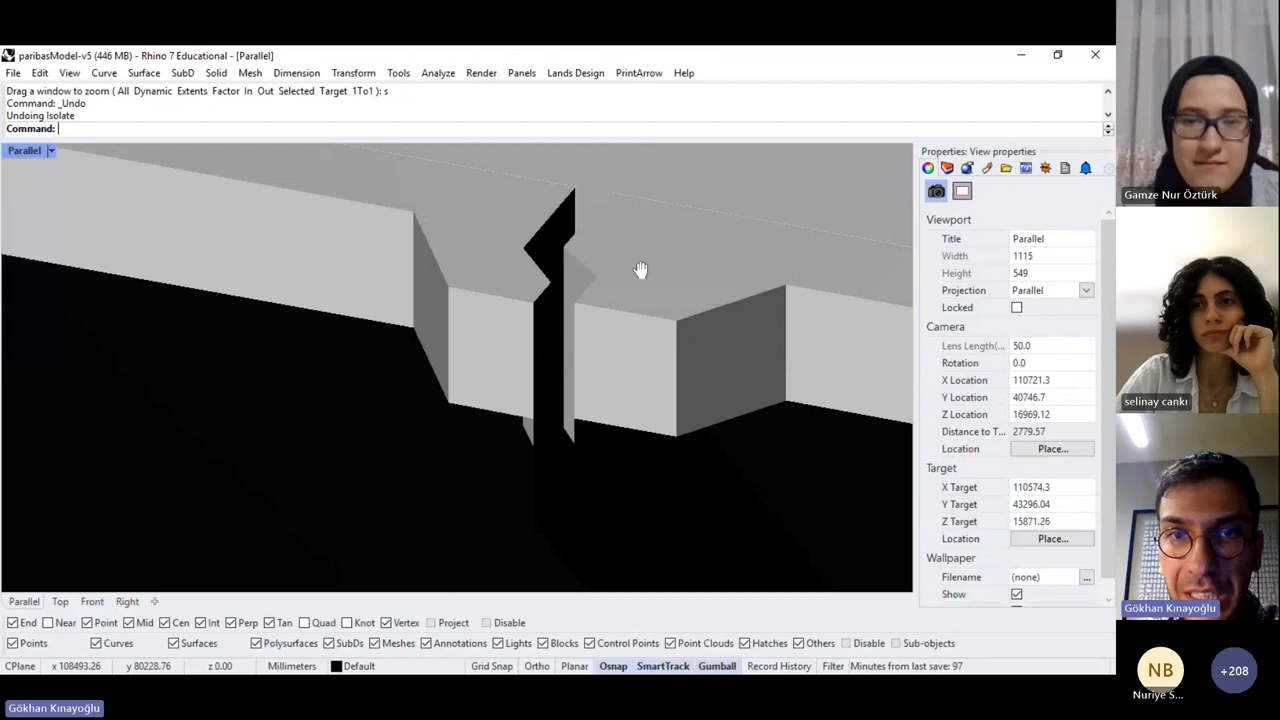 paribasModel-v5 (446 MB) - Rhino 7 Educational - [Parallel]
File Edit View Curve Surface SubD Solid Mesh Dimension Transform Tools Analyze Render Panels Lands Design PrintArrow Help
Drag a window to zoom ( All Dynamic Extents Factor In Out Selected Target 1To1 ): s
Command: _Undo
Undoing Isolate
Command:
Parallel
Properties: View properties
Viewport
Title Parallel
Width 1115
Height 549
Projection Parallel
Locked
Camera
Lens Length(... 50.0
Rotation 0.0
X Location 110721.3
Y Location 40746.7
Z Location 16969.12
Distance to T... 2779.57
Location Place...
Target
X Target 110574.3
Y Target 43296.04
Z Target 15871.26
Location Place...
Wallpaper
Filename (none) ...
Show
Parallel Top Front Right
End Near Point Mid Cen Int Perp Tan Quad Knot Vertex Project Disable
Points Curves Surfaces Polysurfaces SubDs Meshes Annotations Lights Blocks Control Points Point Clouds Hatches Others Disable Sub-objects
CPlane x 108493.26 y 80228.76 z 0.00 Millimeters Default Grid Snap Ortho Planar Osnap SmartTrack Gumball Record History Filter Minutes from last save: 97
Gökhan Kınayoğlu
Gamze Nur Öztürk
selinay cankı
Gökhan Kınayoğlu
NB
Nuriye S...
+208